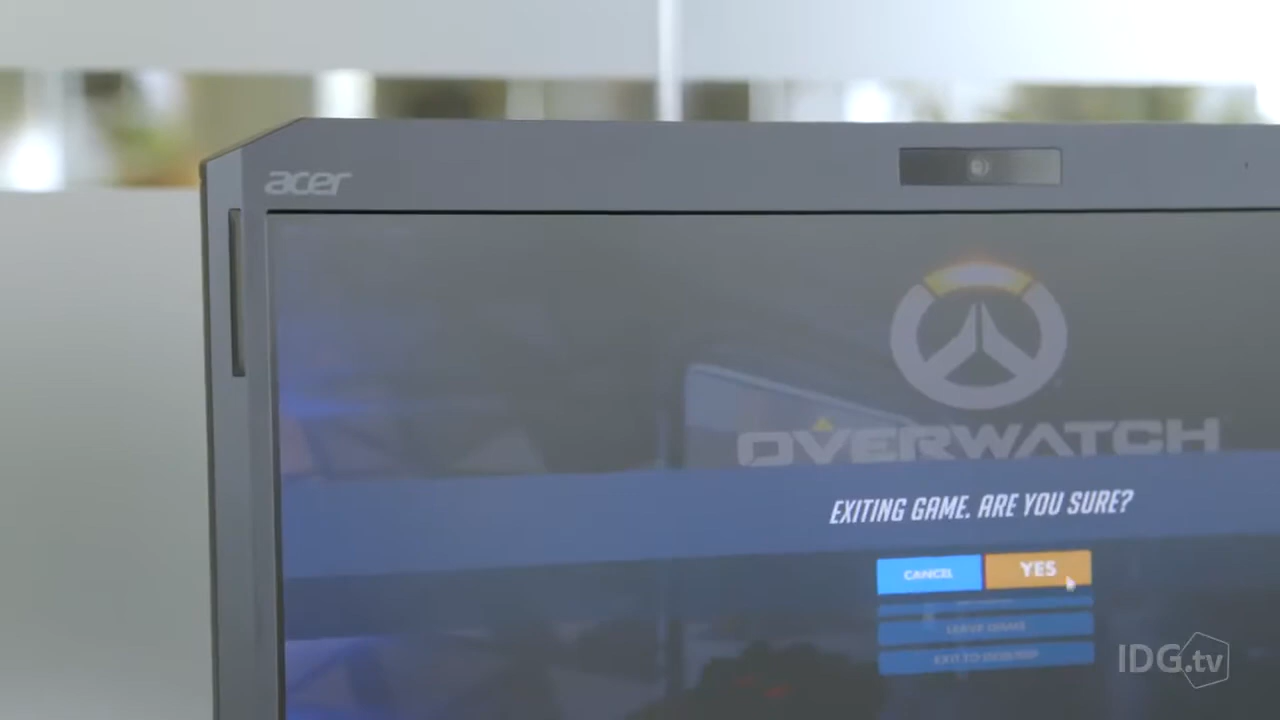 acer
OVERWATCH
EXITING GAME. ARE YOU SURE?
CANCEL
YES
LEAVE GAME
EXIT TO DESKTOP
IDG.tv